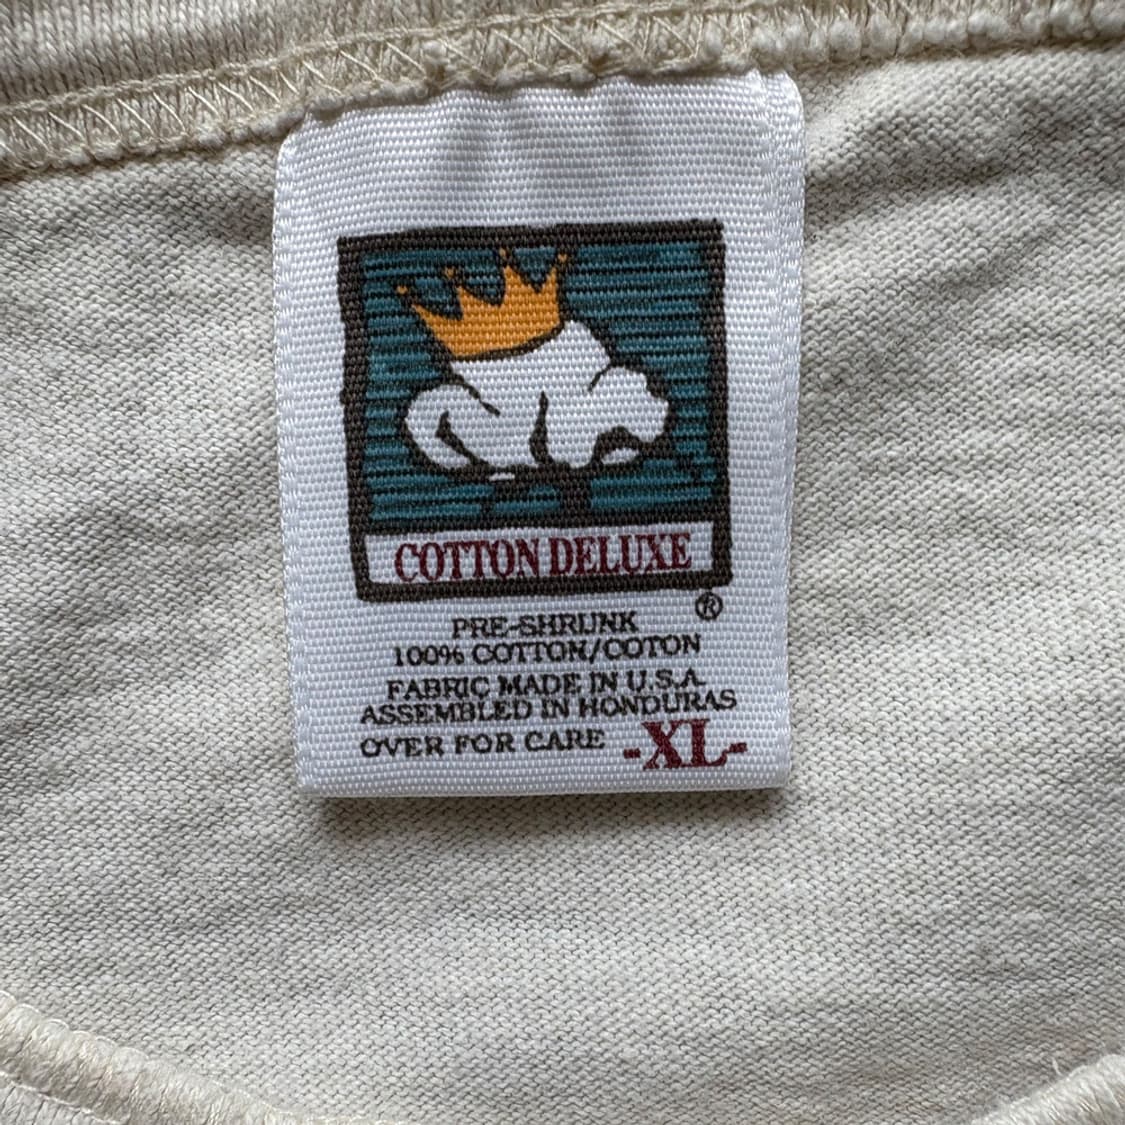 COTTON DELUXE
®
PRE-SHRUNK
100% COTTON/COTON
FABRIC MADE IN U.S.A.
ASSEMBLED IN HONDURAS
OVER FOR CARE -XL-